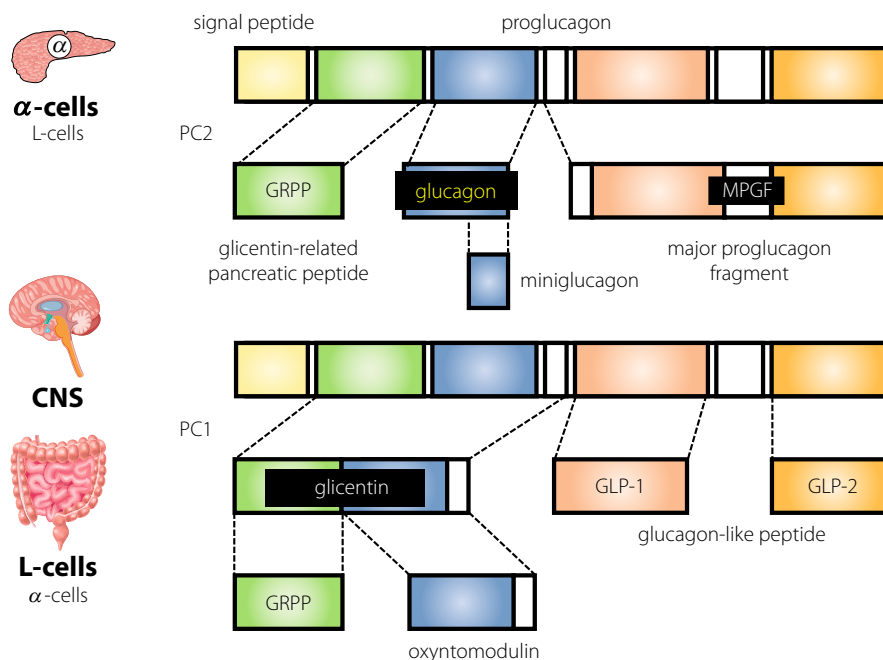 signal peptide
proglucagon
α
α-cells
L-cells
PC2
GRPP
glucagon
MPGF
glicentin-related
pancreatic peptide
major proglucagon
fragment
miniglucagon
CNS
PC1
glicentin
GLP-1
GLP-2
glucagon-like peptide
L-cells
α-cells
GRPP
oxyntomodulin